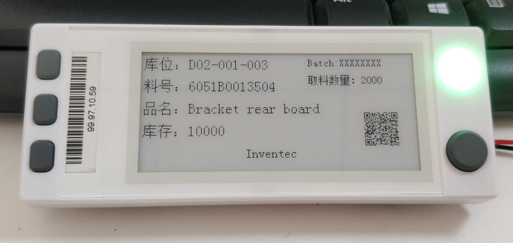 Alt
库位: D02-001-003
Batch XXXXXXXX
料号: 6051B0013504
取料数量: 2000
品名: Bracket rear board
库存: 10000
Inventec
99.97.10.59